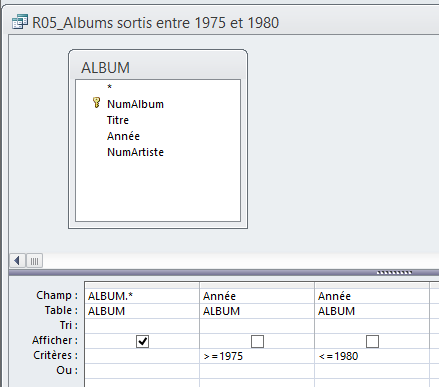 R05_Albums sortis entre 1975 et 1980
ALBUM
*
NumAlbum
Titre
Année
NumArtiste
Champ : ALBUM.* Année Année
Table : ALBUM ALBUM ALBUM
Tri :
Afficher :
Critères : >=1975 <=1980
Ou :